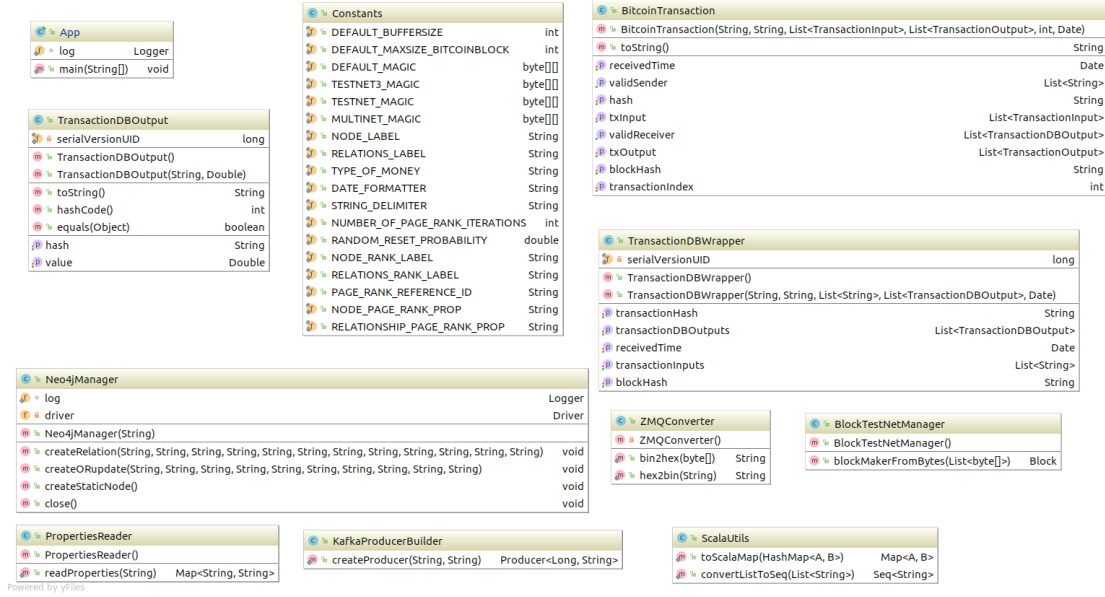 App
log Logger
main(String[]) void
TransactionDBOutput
serialVersionUID long
TransactionDBOutput()
TransactionDBOutput(String, Double)
toString() String
hashCode() int
equals(Object) boolean
hash String
value Double
Constants
DEFAULT_BUFFERSIZE int
DEFAULT_MAXSIZE_BITCOINBLOCK int
DEFAULT_MAGIC byte[][]
TESTNET3_MAGIC byte[][]
TESTNET_MAGIC byte[][]
MULTINET_MAGIC byte[][]
NODE_LABEL String
RELATIONS_LABEL String
TYPE_OF_MONEY String
DATE_FORMATTER String
STRING_DELIMITER String
NUMBER_OF_PAGE_RANK_ITERATIONS int
RANDOM_RESET_PROBABILITY double
NODE_RANK_LABEL String
RELATIONS_RANK_LABEL String
PAGE_RANK_REFERENCE_ID String
NODE_PAGE_RANK_PROP String
RELATIONSHIP_PAGE_RANK_PROP String
BitcoinTransaction
BitcoinTransaction(String, String, List<TransactionInput>, List<TransactionOutput>, int, Date)
toString() String
receivedTime Date
validSender List<String>
hash String
txInput List<TransactionInput>
validReceiver List<TransactionDBOutput>
txOutput List<TransactionOutput>
blockHash String
transactionIndex int
TransactionDBWrapper
serialVersionUID long
TransactionDBWrapper()
TransactionDBWrapper(String, String, List<String>, List<TransactionDBOutput>, Date)
transactionHash String
transactionDBOutputs List<TransactionDBOutput>
receivedTime Date
transactionInputs List<String>
blockHash String
Neo4jManager
log Logger
driver Driver
Neo4jManager(String)
createRelation(String, String, String, String, String, String, String, String, String, String, String) void
createORupdate(String, String, String, String, String, String, String, String, String) void
createStaticNode() void
close() void
ZMQConverter
ZMQConverter()
bin2hex(byte[]) String
hex2bin(String) String
BlockTestNetManager
BlockTestNetManager()
blockMakerFromBytes(List<byte[]>) Block
PropertiesReader
PropertiesReader()
readProperties(String) Map<String, String>
KafkaProducerBuilder
createProducer(String, String) Producer<Long, String>
ScalaUtils
toScalaMap(HashMap<A, B>) Map<A, B>
convertListToSeq(List<String>) Seq<String>
Powered by yFiles